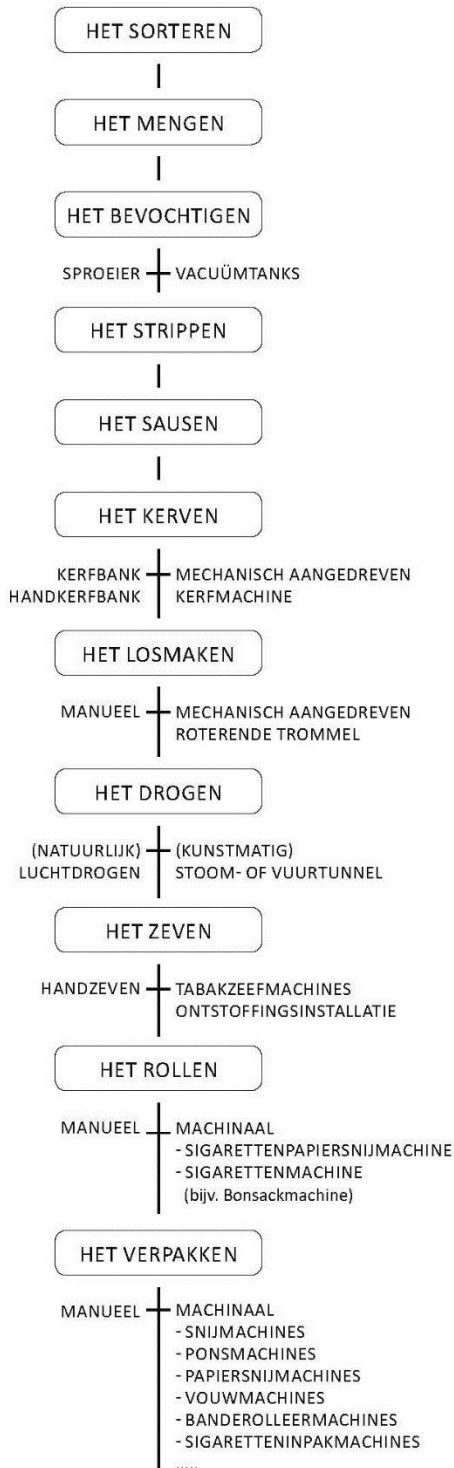 HET SORTEREN
HET MENGEN
HET BEVOCHTIGEN
SPROEIER VACUÜMTANKS
HET STRIPPEN
HET SAUSEN
HET KERVEN
KERFBANK MECHANISCH AANGEDREVEN
HANDKERFBANK KERFMACHINE
HET LOSMAKEN
MANUEEL MECHANISCH AANGEDREVEN
ROTERENDE TROMMEL
HET DROGEN
(NATUURLIJK) (KUNSTMATIG)
LUCHTDROGEN STOOM- OF VUURTUNNEL
HET ZEVEN
HANDZEVEN TABAKZEEFMACHINES
ONTSTOFFINGSINSTALLATIE
HET ROLLEN
MANUEEL MACHINAAL
- SIGARETTENPAPIERSNIJMACHINE
- SIGARETTENMACHINE
(bijv. Bonsackmachine)
HET VERPAKKEN
MANUEEL MACHINAAL
- SNIJMACHINES
- PONSMACHINES
- PAPIERSNIJMACHINES
- VOUWMACHINES
- BANDEROLLEERMACHINES
- SIGARETTENINPAKMACHINES
....